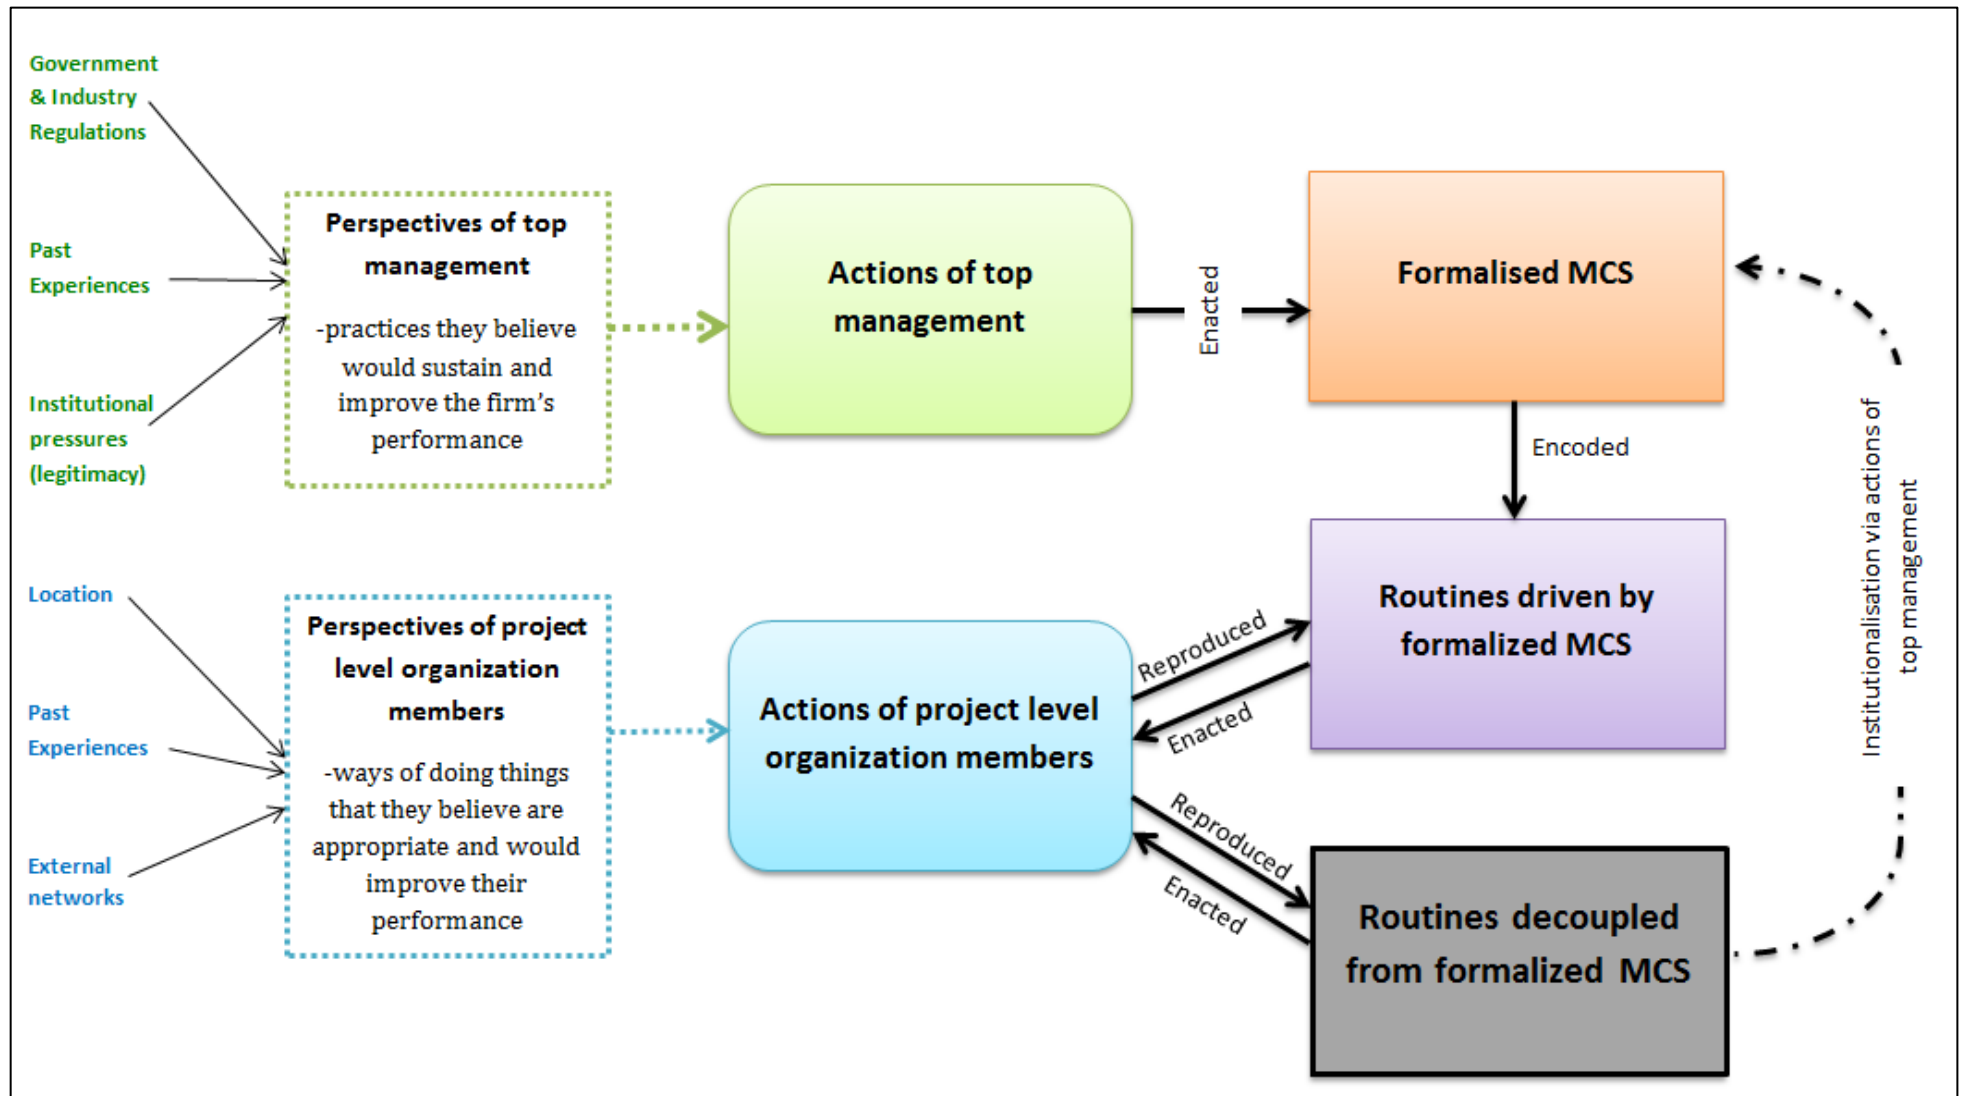 Government
& Industry
Regulations
Past
Experiences
Institutional
pressures
(legitimacy)
Perspectives of top
management
-practices they believe
would sustain and
improve the firm's
performance
Actions of top
management
Enacted
Formalised MCS
Encoded
Institutionalisation via actions of
top management
Location
Past
Experiences
External
networks
Perspectives of project
level organization
members
-ways of doing things
that they believe are
appropriate and would
improve their
performance
Actions of project level
organization members
Reproduced
Enacted
Routines driven by
formalized MCS
Reproduced
Enacted
Routines decoupled
from formalized MCS